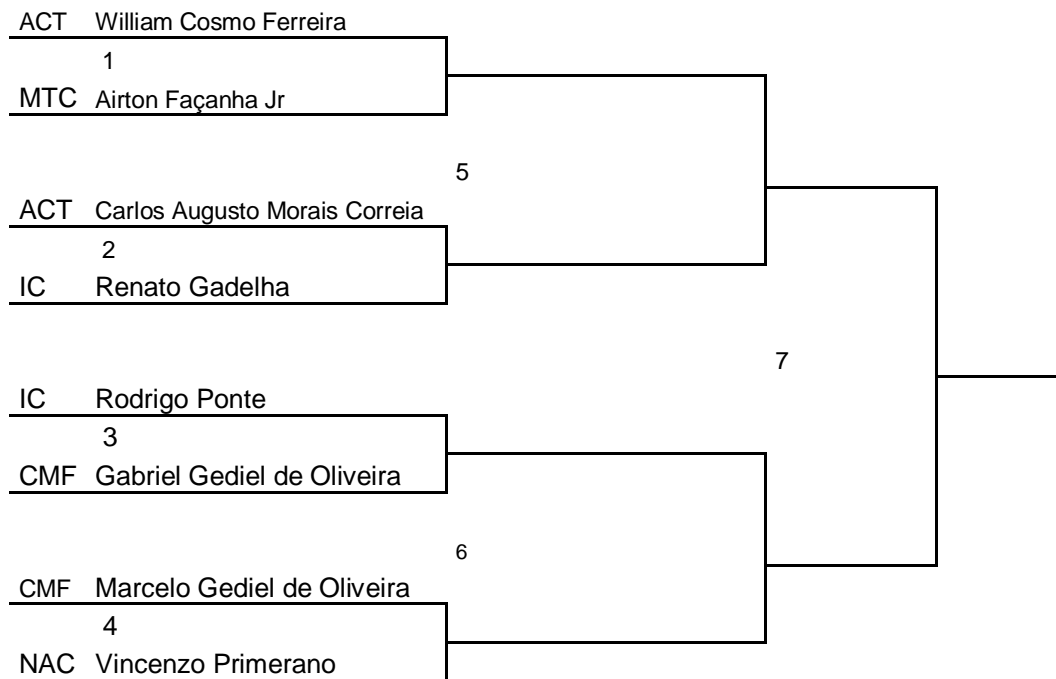 ACT William Cosmo Ferreira
1
MTC Airton Façanha Jr
5
ACT Carlos Augusto Morais Correia
2
IC Renato Gadelha
7
IC Rodrigo Ponte
3
CMF Gabriel Gediel de Oliveira
6
CMF Marcelo Gediel de Oliveira
4
NAC Vincenzo Primerano